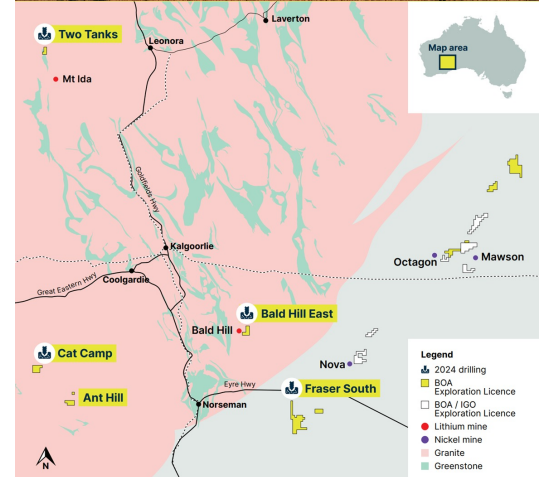 Two Tanks
Laverton
Leonora
Mt Ida
Map area
Goldfields Hwy
Kalgoorlie
Great Eastern Hwy
Coolgardie
Octagon
Mawson
Bald Hill East
Bald Hill
Cat Camp
Nova
Ant Hill
Eyre Hwy
Fraser South
Norseman
N
Legend
2024 drilling
BOA
Exploration Licence
BOA / IGO
Exploration Licence
Lithium mine
Nickel mine
Granite
Greenstone